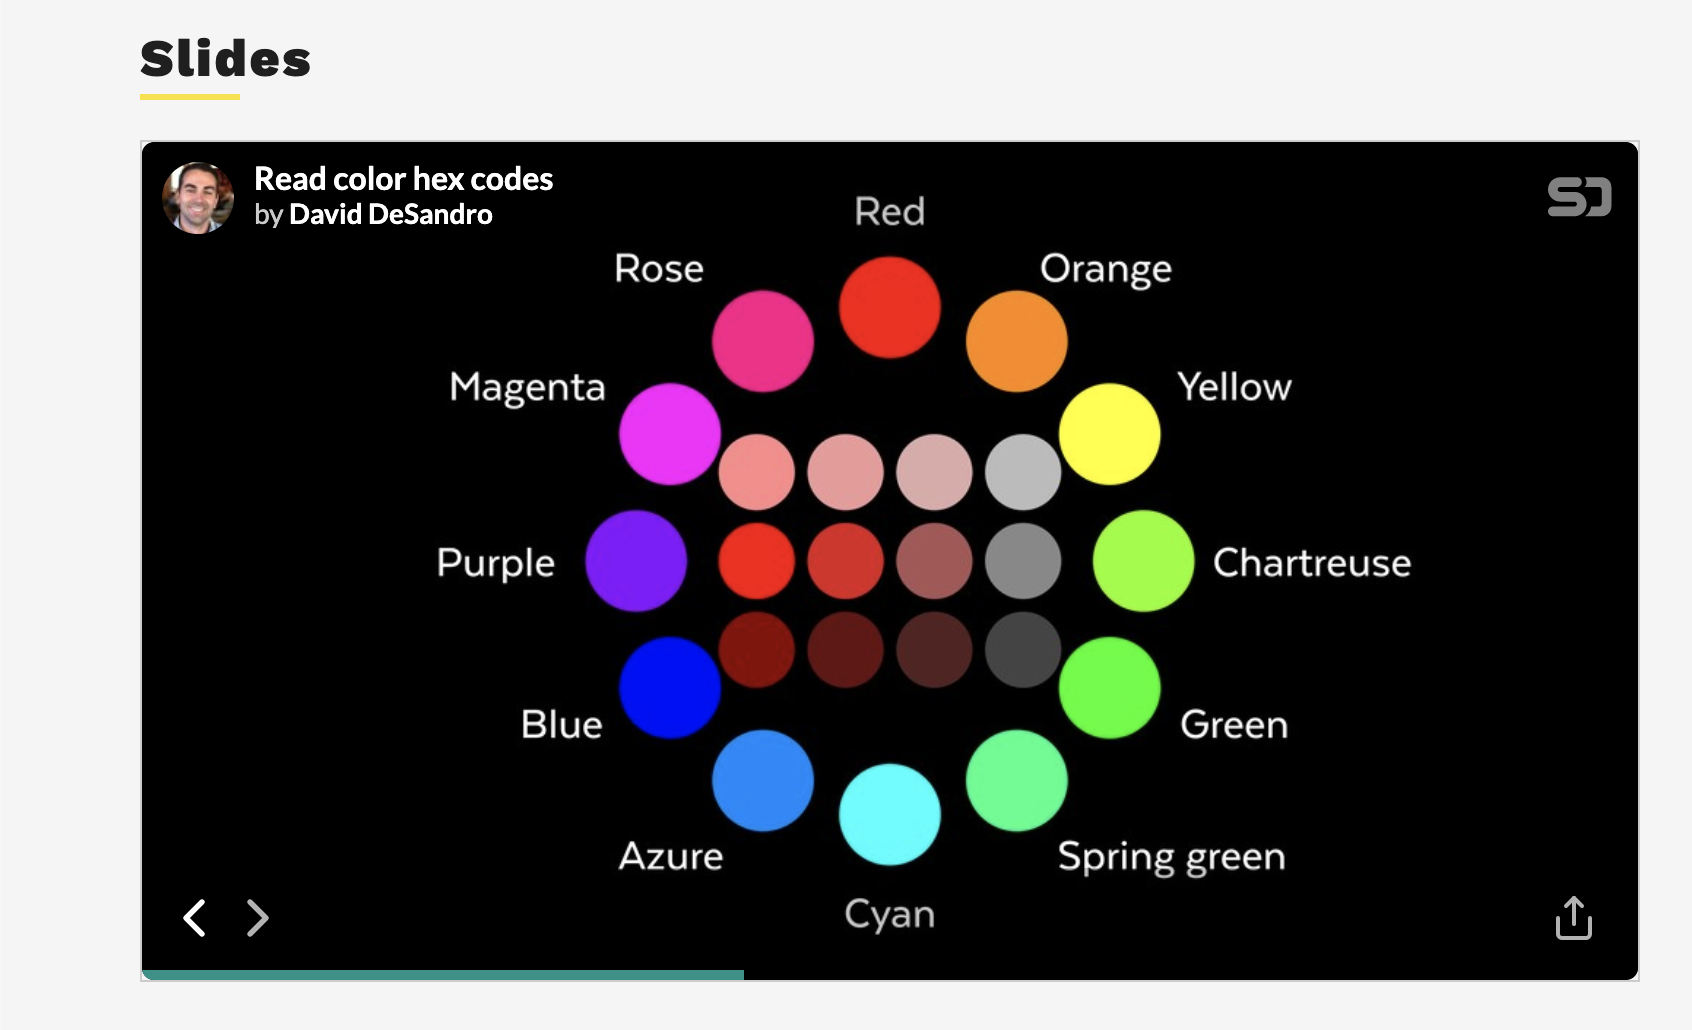 Slides
Read color hex codes
by David DeSandro
Red
Rose
Orange
Magenta
Yellow
Purple
Chartreuse
Blue
Green
Azure
Spring green
Cyan